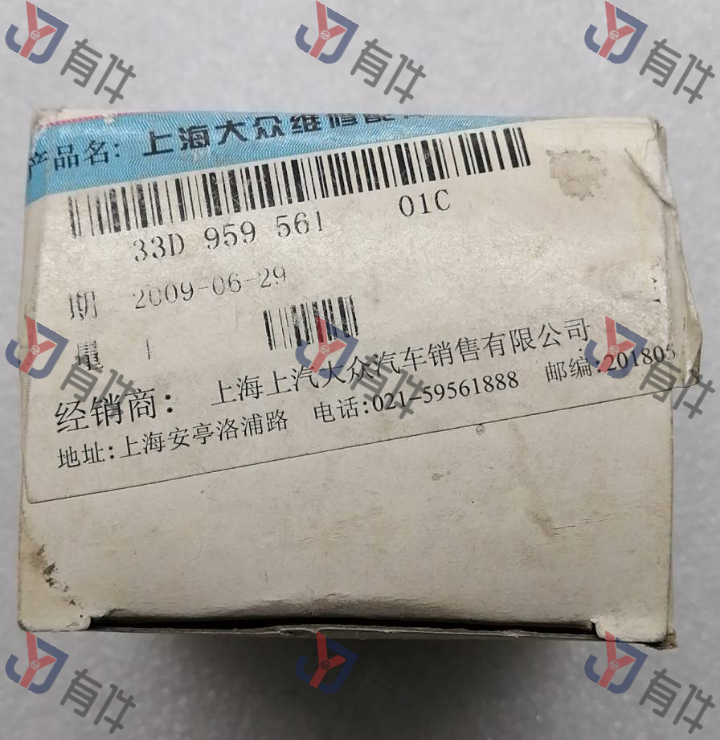 产品名: 上海大众维修配
33D 959 561 01C
期 2009-06-29
量 1
经销商: 上海上汽大众汽车销售有限公司
地址:上海安亭洛浦路 电话:021-59561888 邮编:201805
有件
有件
有件
有件
有件
有件
有件
有件
有件